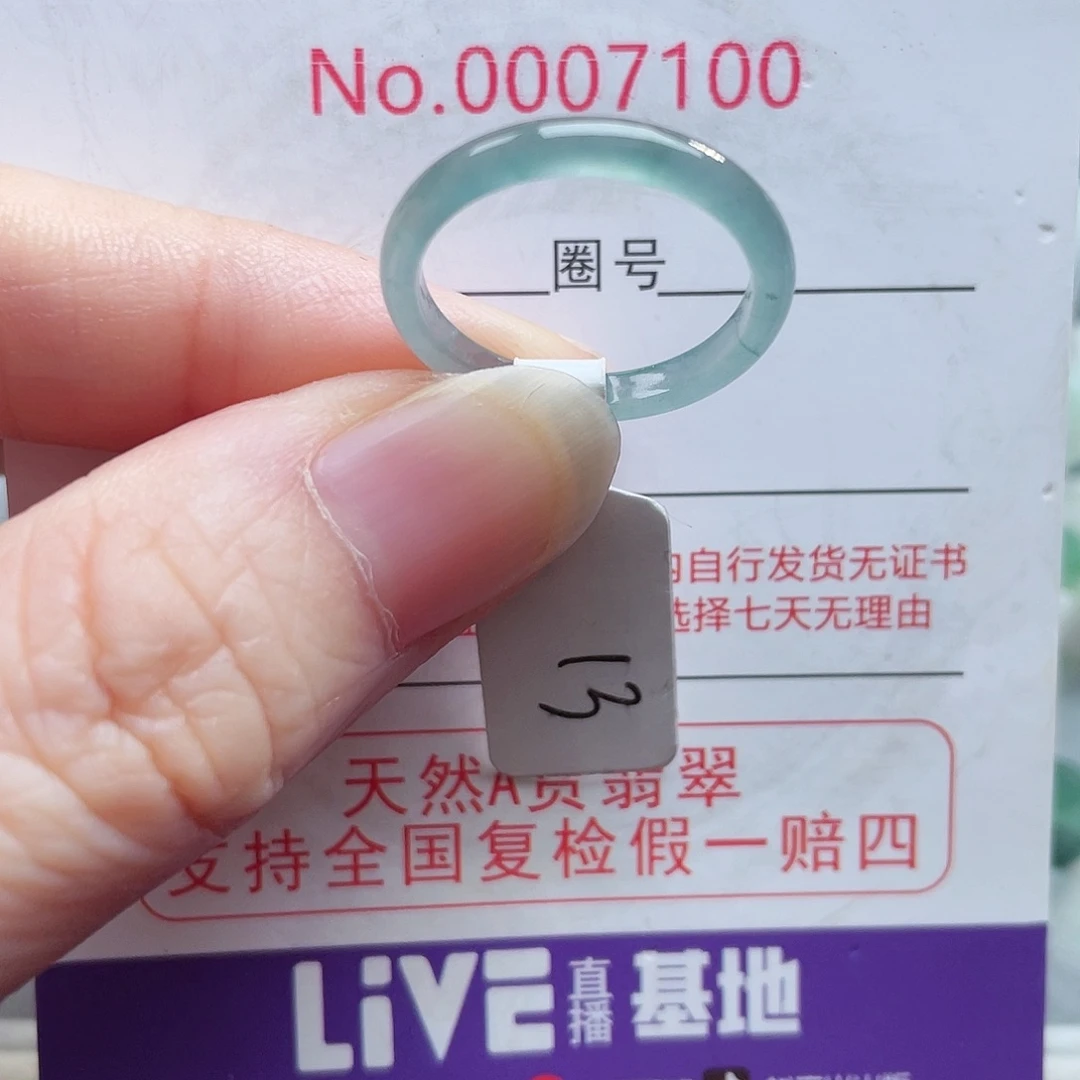 No.0007100
圈号
自行发货无证书
选择七天无理由
13
天然A货翡翠
支持全国复检假一赔四
LiVE直播基地